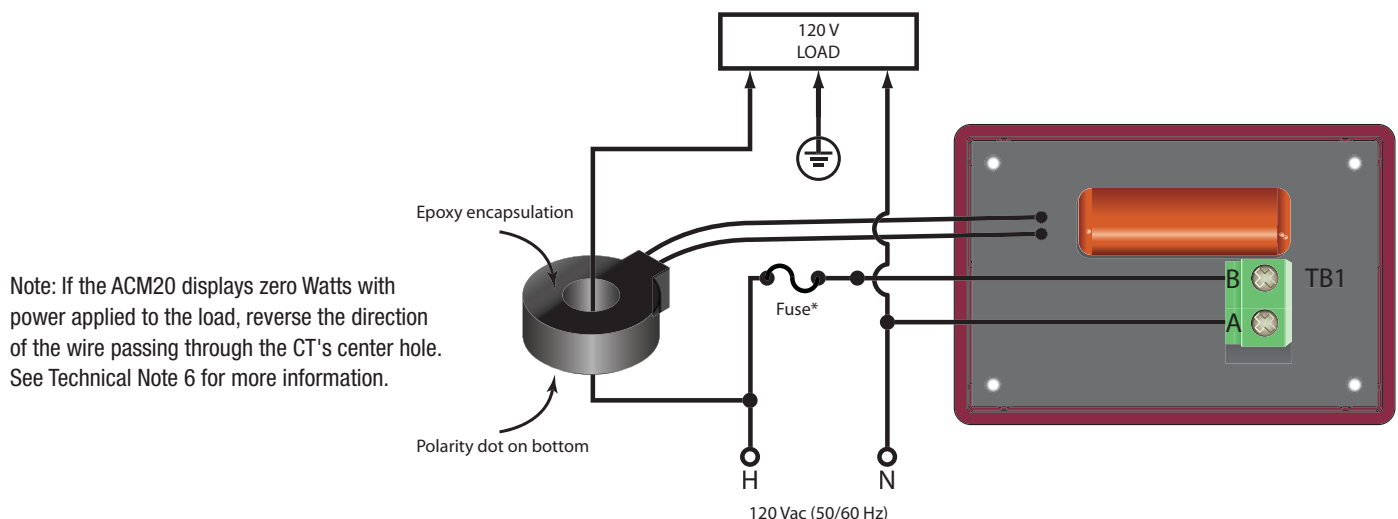 120 V
LOAD
Epoxy encapsulation
Note: If the ACM20 displays zero Watts with
power applied to the load, reverse the direction
of the wire passing through the CT's center hole.
See Technical Note 6 for more information.
Fuse*
B
TB1
A
Polarity dot on bottom
H
N
120 Vac (50/60 Hz)